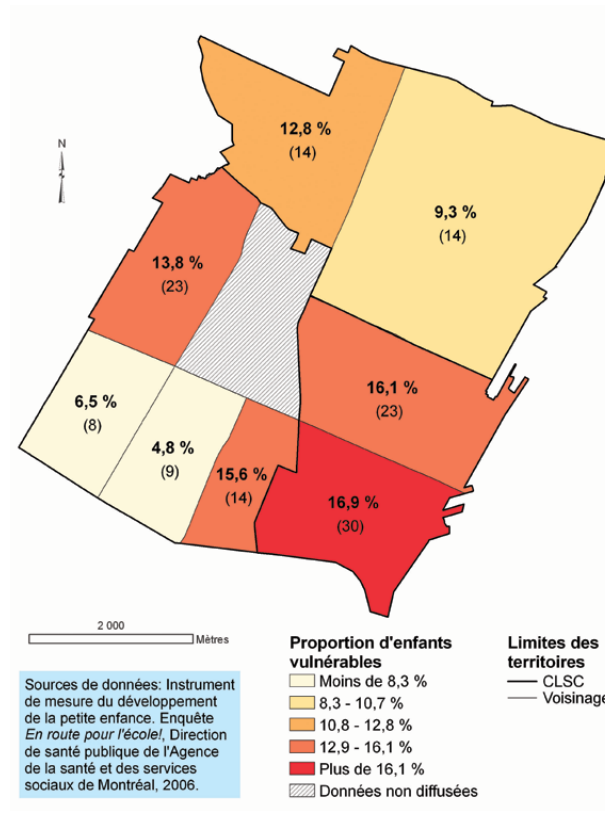 12,8 %
(14)
N
9,3 %
(14)
13,8 %
(23)
16,1 %
(23)
6,5 %
(8)
4,8 %
(9)
15,6 %
(14)
16,9 %
(30)
2 000
Mètres
Proportion d'enfants
vulnérables
Moins de 8,3 %
8,3 - 10,7 %
10,8 - 12,8%
12,9 - 16,1 %
Plus de 16,1 %
Données non diffusées
Limites des
territoires
CLSC
Voisinage
Sources de données: Instrument
de mesure du développement
de la petite enfance. Enquête
En route pour l'école!, Direction
de santé publique de l'Agence
de la santé et des services
sociaux de Montréal, 2006.